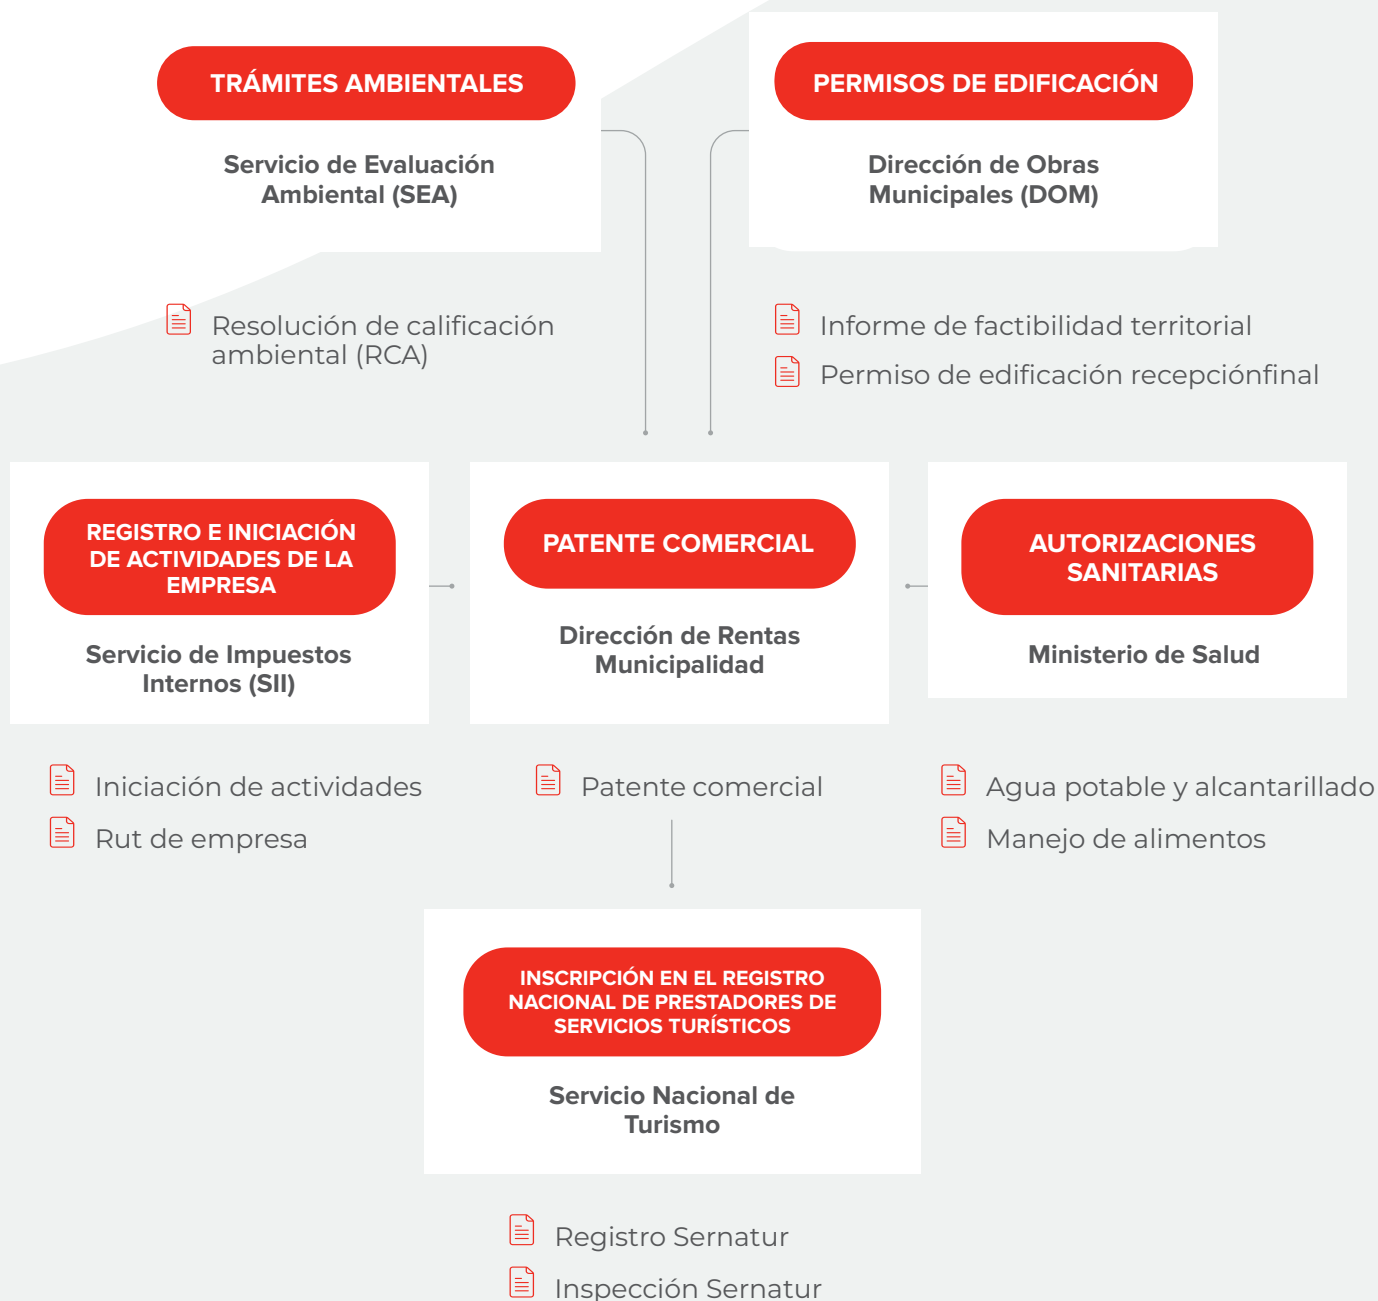 TRÁMITES AMBIENTALES
Servicio de Evaluación
Ambiental (SEA)
Resolución de calificación
ambiental (RCA)
PERMISOS DE EDIFICACIÓN
Dirección de Obras
Municipales (DOM)
Informe de factibilidad territorial
Permiso de edificación recepciónfinal
REGISTRO E INICIACIÓN
DE ACTIVIDADES DE LA
EMPRESA
Servicio de Impuestos
Internos (SII)
Iniciación de actividades
Rut de empresa
PATENTE COMERCIAL
Dirección de Rentas
Municipalidad
Patente comercial
AUTORIZACIONES
SANITARIAS
Ministerio de Salud
Agua potable y alcantarillado
Manejo de alimentos
INSCRIPCIÓN EN EL REGISTRO
NACIONAL DE PRESTADORES DE
SERVICIOS TURÍSTICOS
Servicio Nacional de
Turismo
Registro Sernatur
Inspección Sernatur